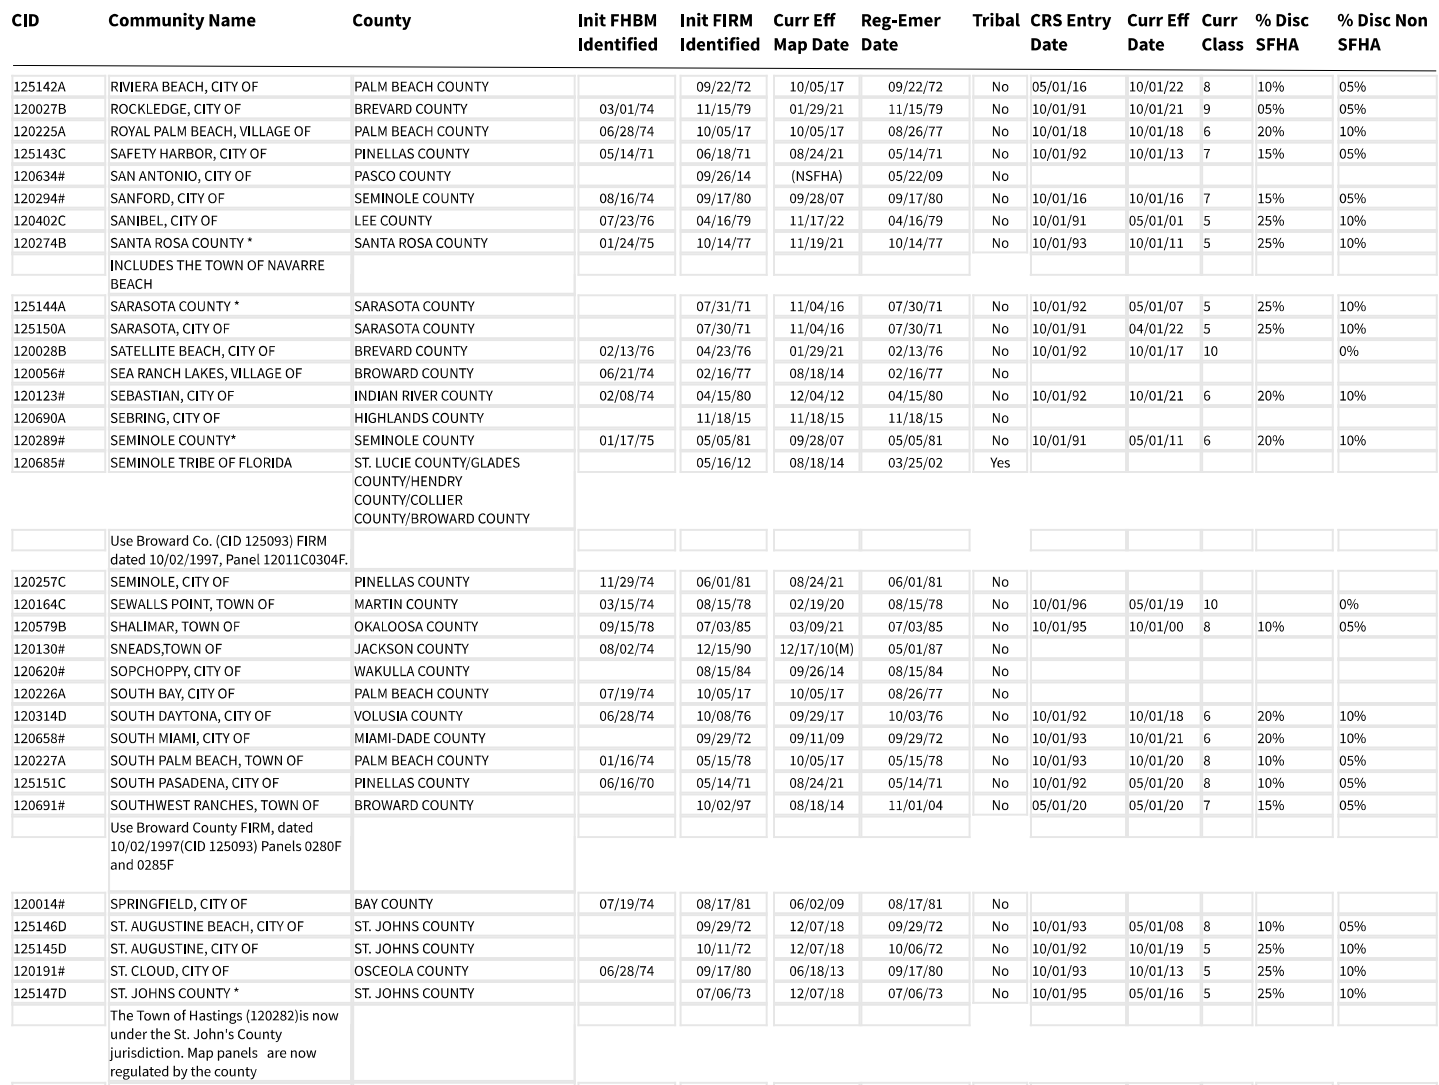 CID Community Name County Init FHBM Init FIRM Curr Eff Reg-Emer Tribal CRS Entry Curr Eff Curr % Disc % Disc Non
Identified Identified Map Date Date Date Date Class SFHA SFHA
125142A RIVIERA BEACH, CITY OF PALM BEACH COUNTY 09/22/72 10/05/17 09/22/72 No 05/01/16 10/01/22 8 10% 05%
120027B ROCKLEDGE, CITY OF BREVARD COUNTY 03/01/74 11/15/79 01/29/21 11/15/79 No 10/01/91 10/01/21 9 05% 05%
120225A ROYAL PALM BEACH, VILLAGE OF PALM BEACH COUNTY 06/28/74 10/05/17 10/05/17 08/26/77 No 10/01/18 10/01/18 6 20% 10%
125143C SAFETY HARBOR, CITY OF PINELLAS COUNTY 05/14/71 06/18/71 08/24/21 05/14/71 No 10/01/92 10/01/13 7 15% 05%
120634# SAN ANTONIO, CITY OF PASCO COUNTY 09/26/14 (NSFHA) 05/22/09 No
120294# SANFORD, CITY OF SEMINOLE COUNTY 08/16/74 09/17/80 09/28/07 09/17/80 No 10/01/16 10/01/16 7 15% 05%
120402C SANIBEL, CITY OF LEE COUNTY 07/23/76 04/16/79 11/17/22 04/16/79 No 10/01/91 05/01/01 5 25% 10%
120274B SANTA ROSA COUNTY * SANTA ROSA COUNTY 01/24/75 10/14/77 11/19/21 10/14/77 No 10/01/93 10/01/11 5 25% 10%
INCLUDES THE TOWN OF NAVARRE
BEACH
125144A SARASOTA COUNTY * SARASOTA COUNTY 07/31/71 11/04/16 07/30/71 No 10/01/92 05/01/07 5 25% 10%
125150A SARASOTA, CITY OF SARASOTA COUNTY 07/30/71 11/04/16 07/30/71 No 10/01/91 04/01/22 5 25% 10%
120028B SATELLITE BEACH, CITY OF BREVARD COUNTY 02/13/76 04/23/76 01/29/21 02/13/76 No 10/01/92 10/01/17 10 0%
120056# SEA RANCH LAKES, VILLAGE OF BROWARD COUNTY 06/21/74 02/16/77 08/18/14 02/16/77 No
120123# SEBASTIAN, CITY OF INDIAN RIVER COUNTY 02/08/74 04/15/80 12/04/12 04/15/80 No 10/01/92 10/01/21 6 20% 10%
120690A SEBRING, CITY OF HIGHLANDS COUNTY 11/18/15 11/18/15 11/18/15 No
120289# SEMINOLE COUNTY* SEMINOLE COUNTY 01/17/75 05/05/81 09/28/07 05/05/81 No 10/01/91 05/01/11 6 20% 10%
120685# SEMINOLE TRIBE OF FLORIDA ST. LUCIE COUNTY/GLADES 05/16/12 08/18/14 03/25/02 Yes
COUNTY/HENDRY
COUNTY/COLLIER
COUNTY/BROWARD COUNTY
Use Broward Co. (CID 125093) FIRM
dated 10/02/1997, Panel 12011C0304F.
120257C SEMINOLE, CITY OF PINELLAS COUNTY 11/29/74 06/01/81 08/24/21 06/01/81 No
120164C SEWALLS POINT, TOWN OF MARTIN COUNTY 03/15/74 08/15/78 02/19/20 08/15/78 No 10/01/96 05/01/19 10 0%
120579B SHALIMAR, TOWN OF OKALOOSA COUNTY 09/15/78 07/03/85 03/09/21 07/03/85 No 10/01/95 10/01/00 8 10% 05%
120130# SNEADS,TOWN OF JACKSON COUNTY 08/02/74 12/15/90 12/17/10(M) 05/01/87 No
120620# SOPCHOPPY, CITY OF WAKULLA COUNTY 08/15/84 09/26/14 08/15/84 No
120226A SOUTH BAY, CITY OF PALM BEACH COUNTY 07/19/74 10/05/17 10/05/17 08/26/77 No
120314D SOUTH DAYTONA, CITY OF VOLUSIA COUNTY 06/28/74 10/08/76 09/29/17 10/03/76 No 10/01/92 10/01/18 6 20% 10%
120658# SOUTH MIAMI, CITY OF MIAMI-DADE COUNTY 09/29/72 09/11/09 09/29/72 No 10/01/93 10/01/21 6 20% 10%
120227A SOUTH PALM BEACH, TOWN OF PALM BEACH COUNTY 01/16/74 05/15/78 10/05/17 05/15/78 No 10/01/93 10/01/20 8 10% 05%
125151C SOUTH PASADENA, CITY OF PINELLAS COUNTY 06/16/70 05/14/71 08/24/21 05/14/71 No 10/01/92 05/01/20 8 10% 05%
120691# SOUTHWEST RANCHES, TOWN OF BROWARD COUNTY 10/02/97 08/18/14 11/01/04 No 05/01/20 05/01/20 7 15% 05%
Use Broward County FIRM, dated
10/02/1997(CID 125093) Panels 0280F
and 0285F
120014# SPRINGFIELD, CITY OF BAY COUNTY 07/19/74 08/17/81 06/02/09 08/17/81 No
125146D ST. AUGUSTINE BEACH, CITY OF ST. JOHNS COUNTY 09/29/72 12/07/18 09/29/72 No 10/01/93 05/01/08 8 10% 05%
125145D ST. AUGUSTINE, CITY OF ST. JOHNS COUNTY 10/11/72 12/07/18 10/06/72 No 10/01/92 10/01/19 5 25% 10%
120191# ST. CLOUD, CITY OF OSCEOLA COUNTY 06/28/74 09/17/80 06/18/13 09/17/80 No 10/01/93 10/01/13 5 25% 10%
125147D ST. JOHNS COUNTY * ST. JOHNS COUNTY 07/06/73 12/07/18 07/06/73 No 10/01/95 05/01/16 5 25% 10%
The Town of Hastings (120282)is now
under the St. John's County
jurisdiction. Map panels are now
regulated by the county